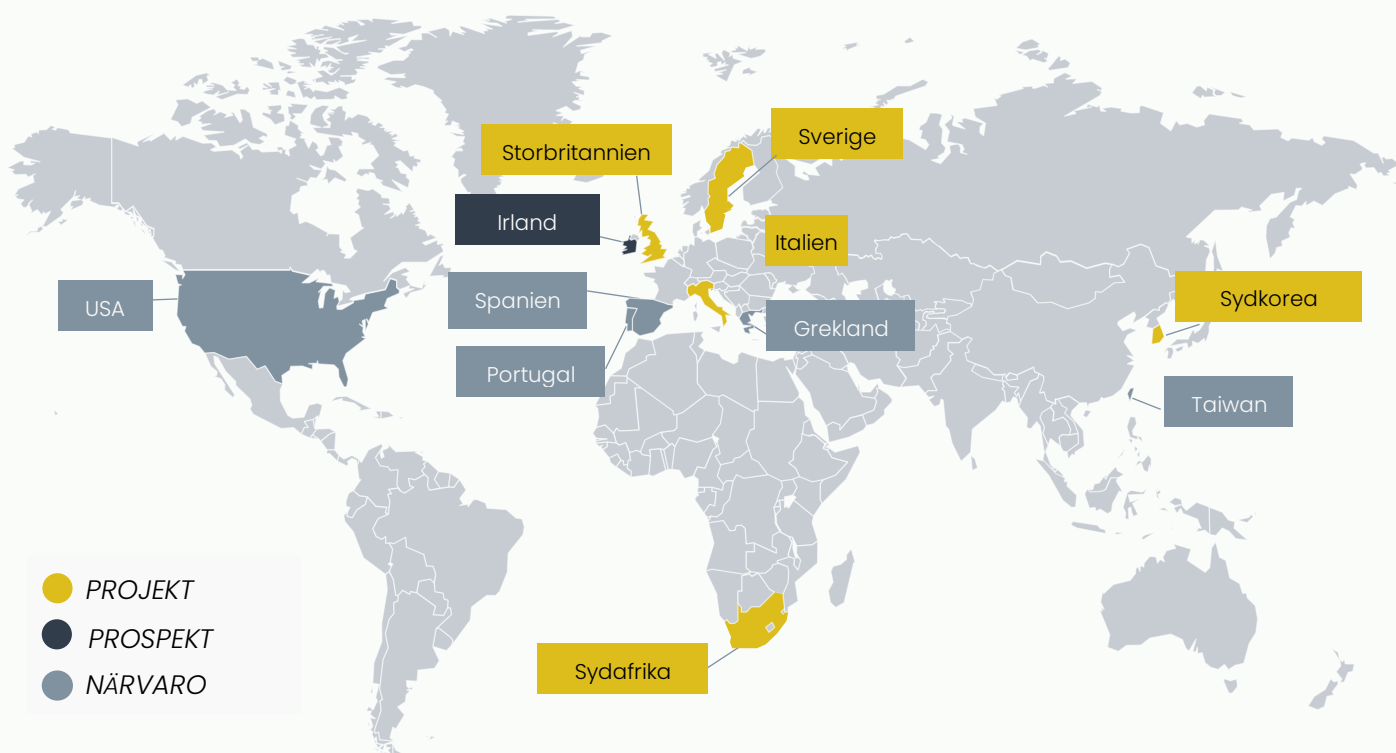 Sverige
Storbritannien
Irland
Italien
USA
Spanien
Sydkorea
Grekland
Portugal
Taiwan
PROJEKT
PROSPEKT
NÄRVARO
Sydafrika